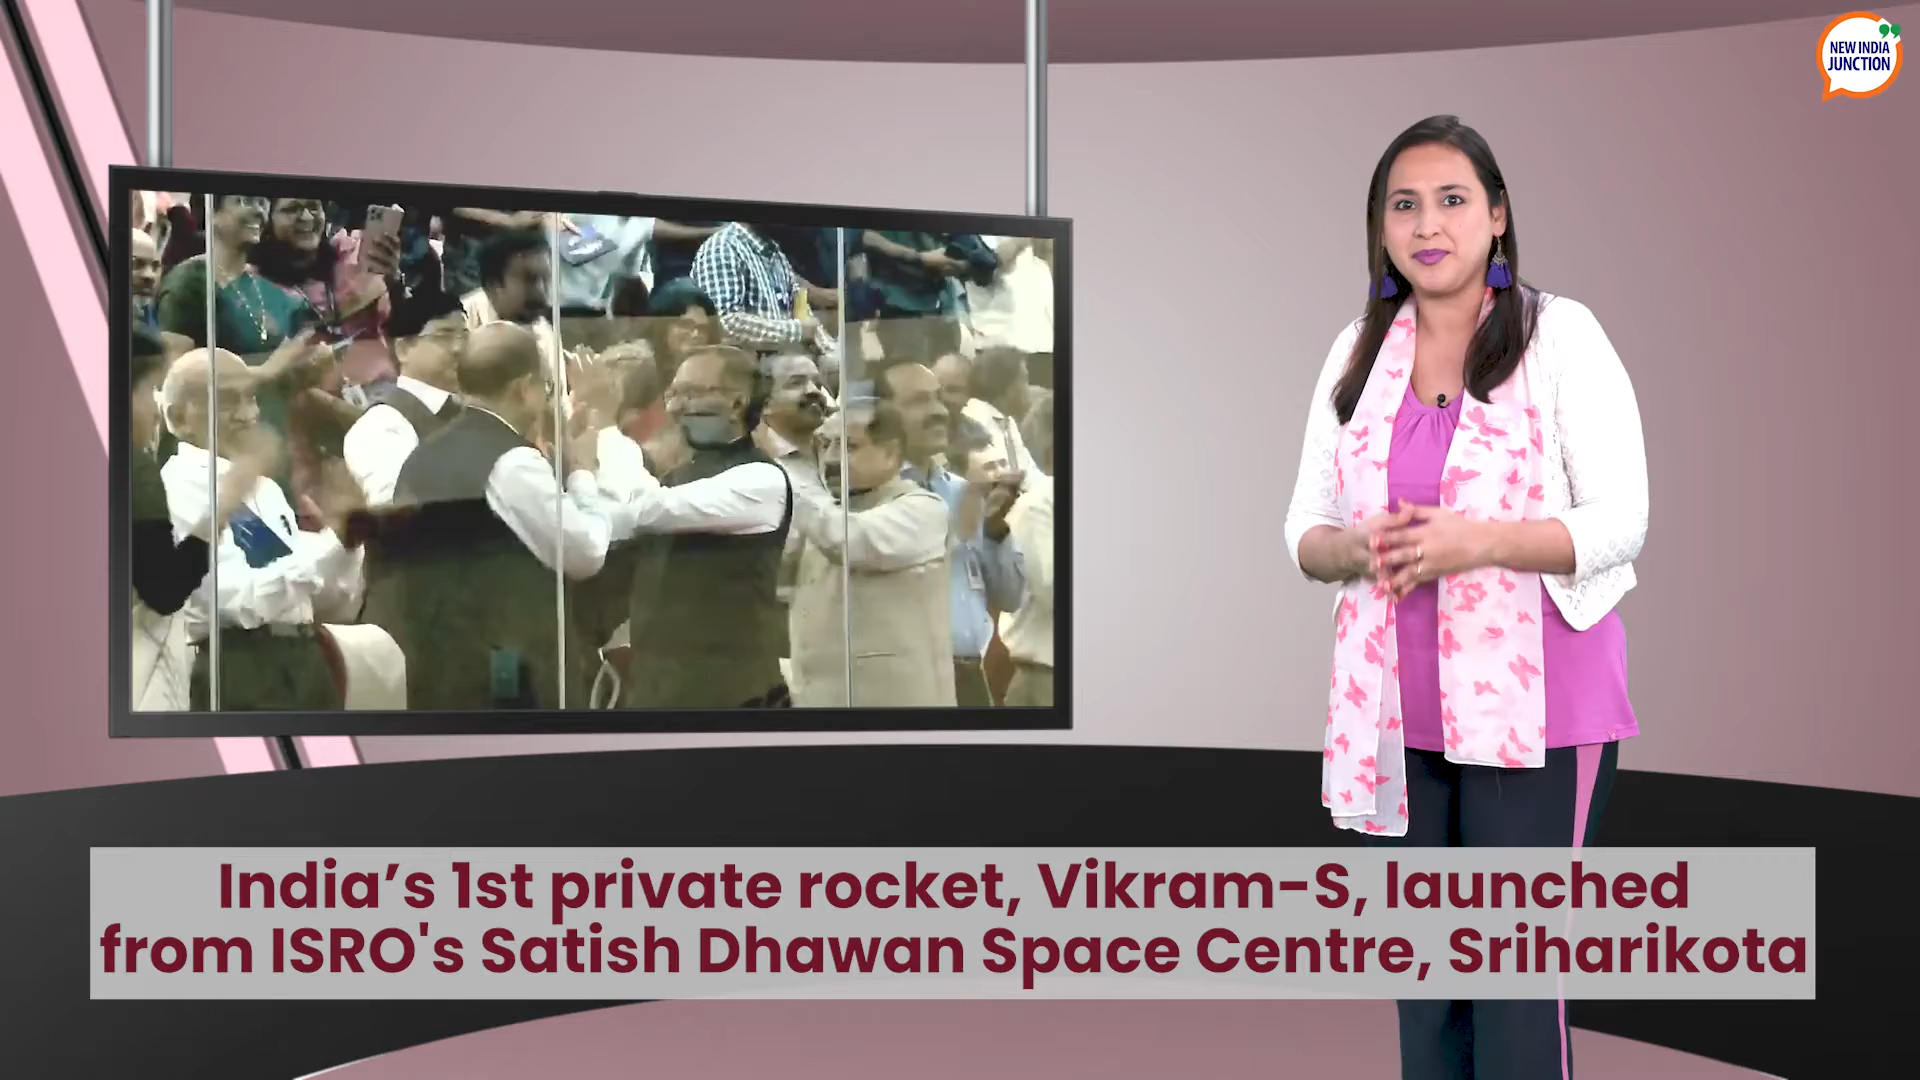 NEW INDIA
JUNCTION
India’s 1st private rocket, Vikram-S, launched
from ISRO's Satish Dhawan Space Centre, Sriharikota